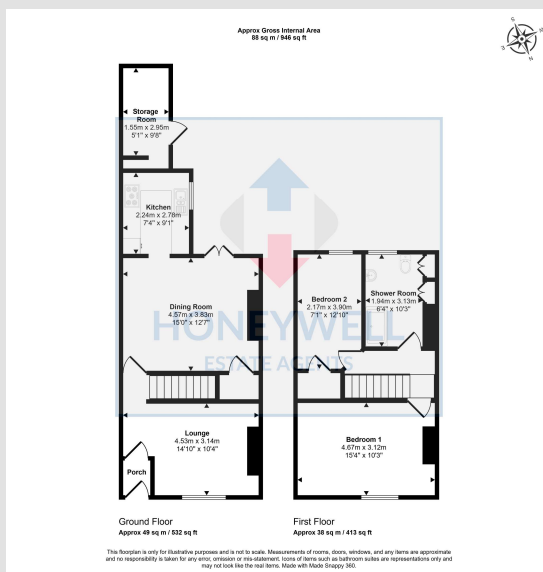 Approx Gross Internal Area
88 sq m / 946 sq ft
S
E
W
N
Storage
Room
1.55m x 2.95m
5'1" x 9'8"
Kitchen
2.24m x 2.78m
7'4" x 9'1"
Dining Room
4.57m x 3.83m
15'0" x 12'7"
Bedroom 2
2.17m x 3.90m
7'1" x 12'10"
Shower Room
1.94m x 3.13m
6'4" x 10'3"
HONEYWELL
ESTATE AGENTS
Lounge
4.53m x 3.14m
14'10" x 10'4"
Bedroom 1
4.67m x 3.12m
15'4" x 10'3"
Porch
Ground Floor
Approx 49 sq m / 532 sq ft
First Floor
Approx 38 sq m / 413 sq ft
This floorplan is only for illustrative purposes and is not to scale. Measurements of rooms, doors, windows, and any items are approximate
and no responsibility is taken for any error, omission or mis-statement. Icons of items such as bathroom suites are representations only and
may not look like the real items. Made with Made Snappy 360.